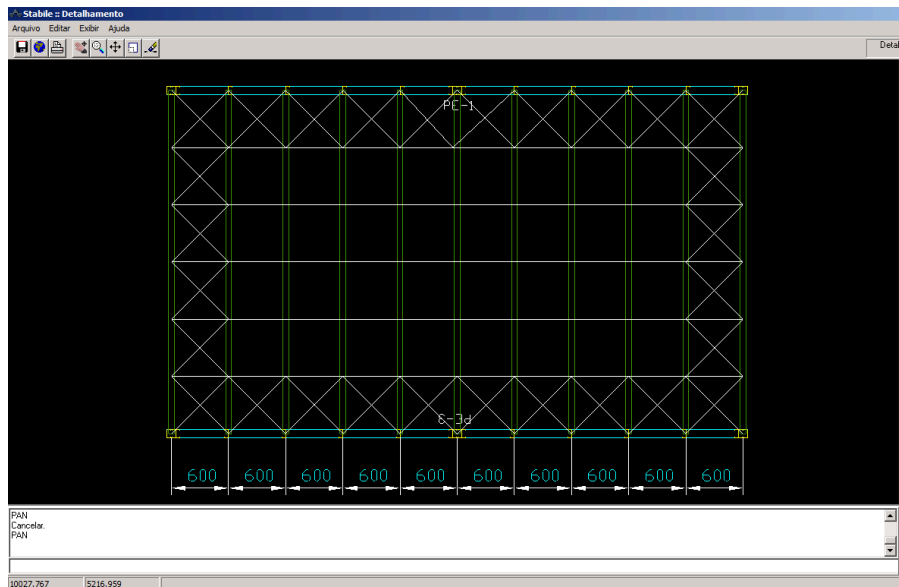 Stabile :: Detalhamento
Arquivo Editar Exibir Ajuda
Detal
PE-1
PE-3
600 600 600 600 600 600 600 600 600 600
PAN
Cancelar.
PAN
10027.767 5216.959